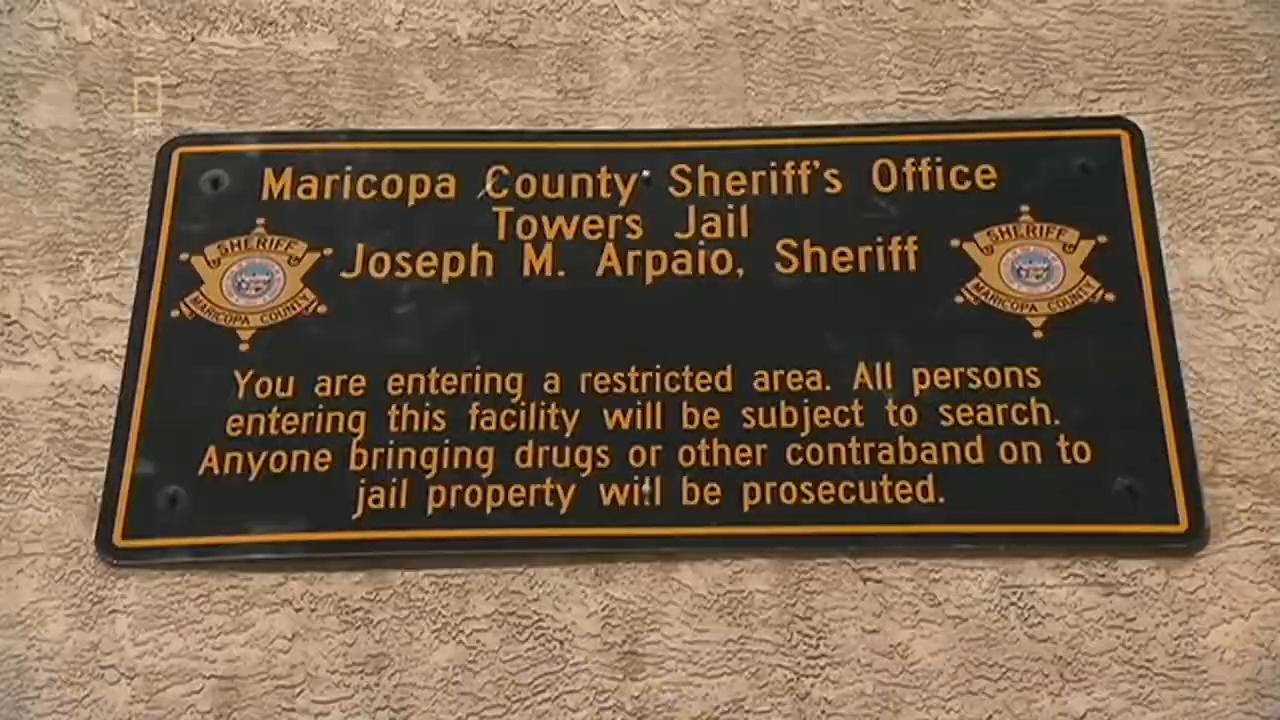 Maricopa County Sheriff's Office
Towers Jail
Joseph M. Arpaio, Sheriff
SHERIFF
MARICOPA COUNTY
SHERIFF
MARICOPA COUNTY
You are entering a restricted area. All persons
entering this facility will be subject to search.
Anyone bringing drugs or other contraband on to
jail property will be prosecuted.